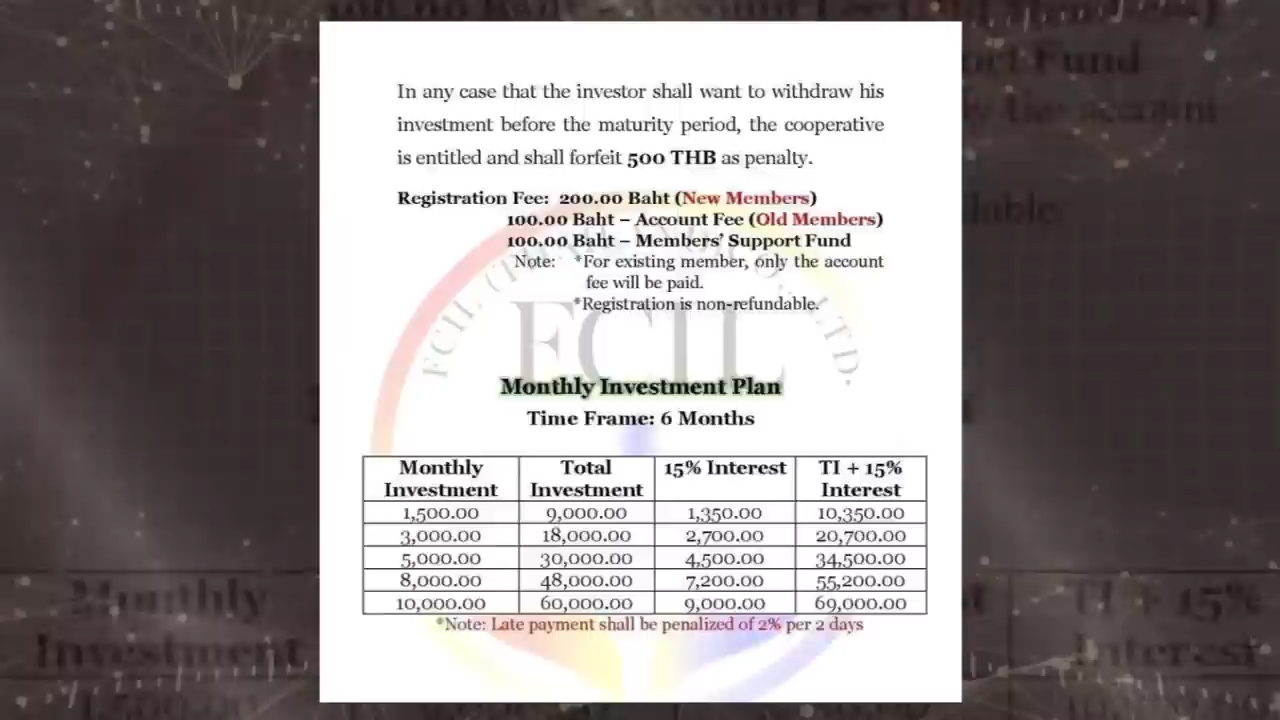 In any case that the investor shall want to withdraw his
investment before the maturity period, the cooperative
is entitled and shall forfeit 500 THB as penalty.
Registration Fee: 200.00 Baht (New Members)
100.00 Baht – Account Fee (Old Members)
100.00 Baht – Members' Support Fund
Note: *For existing member, only the account
fee will be paid.
*Registration is non-refundable.
FCIL
Monthly Investment Plan
Time Frame: 6 Months
Monthly Investment Total Investment 15% Interest TI + 15% Interest
1,500.00 9,000.00 1,350.00 10,350.00
3,000.00 18,000.00 2,700.00 20,700.00
5,000.00 30,000.00 4,500.00 34,500.00
8,000.00 48,000.00 7,200.00 55,200.00
10,000.00 60,000.00 9,000.00 69,000.00
*Note: Late payment shall be penalized of 2% per 2 days